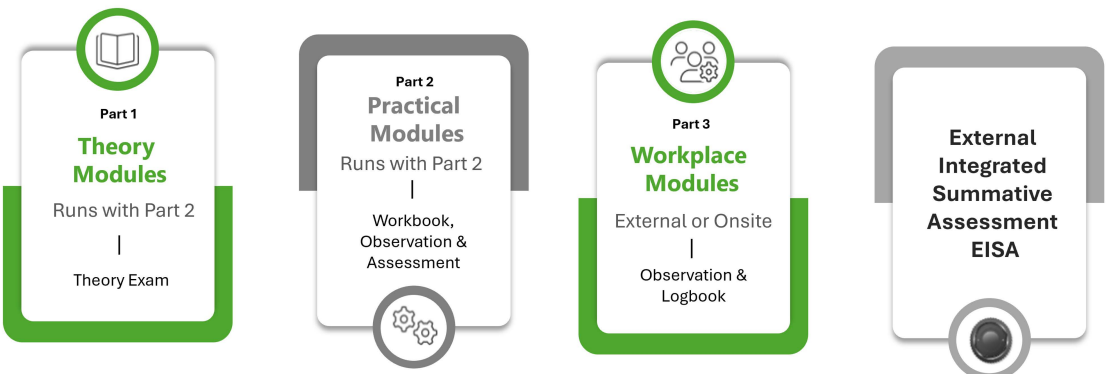 Part 1
Theory
Modules
Runs with Part 2
|
Theory Exam
Part 2
Practical
Modules
Runs with Part 2
|
Workbook,
Observation &
Assessment
Part 3
Workplace
Modules
External or Onsite
|
Observation &
Logbook
External
Integrated
Summative
Assessment
EISA